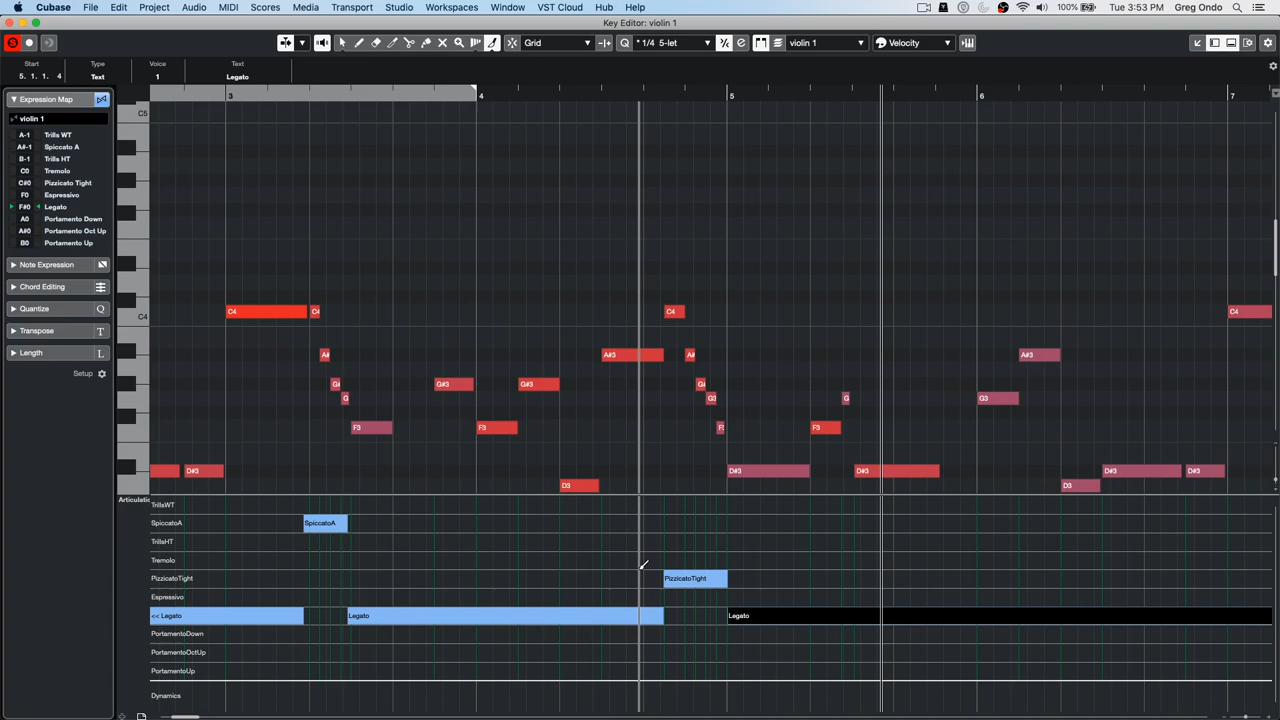 Cubase File Edit Project Audio MIDI Scores Media Transport Studio Workspaces Window VST Cloud Hub Help 100% Tue 3:53 PM Greg Ondo
Key Editor: violin 1
Grid * 1/4 5-let violin 1 Velocity
Start Type Voice Text
5. 1. 1. 4 Text 1 Legato
3 4 5 6 7
Expression Map
violin 1
A-1 Trills WT
A#-1 Spiccato A
B-1 Trills HT
C0 Tremolo
C#0 Pizzicato Tight
F0 Espressivo
F#0 Legato
A0 Portamento Down
A#0 Portamento Oct Up
B0 Portamento Up
Note Expression
Chord Editing
Quantize Q
Transpose T
Length L
Setup
C5
C4
C4 C4 C4 C4
A# A#3 A# A#3
G# G#3 G#3 G#
G G3 G G3
F3 F3 F3 F3
D#3 D#3 D#3 D#3 D#3
D3 D3
Articulatio
TrillsWT
SpiccatoA SpiccatoA
TrillsHT
Tremolo
PizzicatoTight PizzicatoTight
Espressivo
<< Legato Legato Legato
PortamentoDown
PortamentoOctUp
PortamentoUp
Dynamics